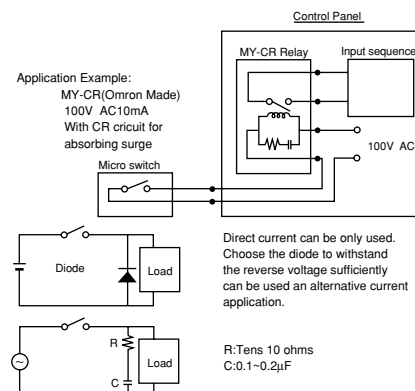 Control Panel
MY-CR Relay
Input sequence
Application Example:
MY-CR(Omron Made)
100V AC10mA
With CR cricuit for
absorbing surge
100V AC
Micro switch
Direct current can be only used.
Choose the diode to withstand
the reverse voltage sufficiently
can be used an alternative current
application.
Diode
Load
R
Load
C
R:Tens 10 ohms
C:0.1~0.2μF